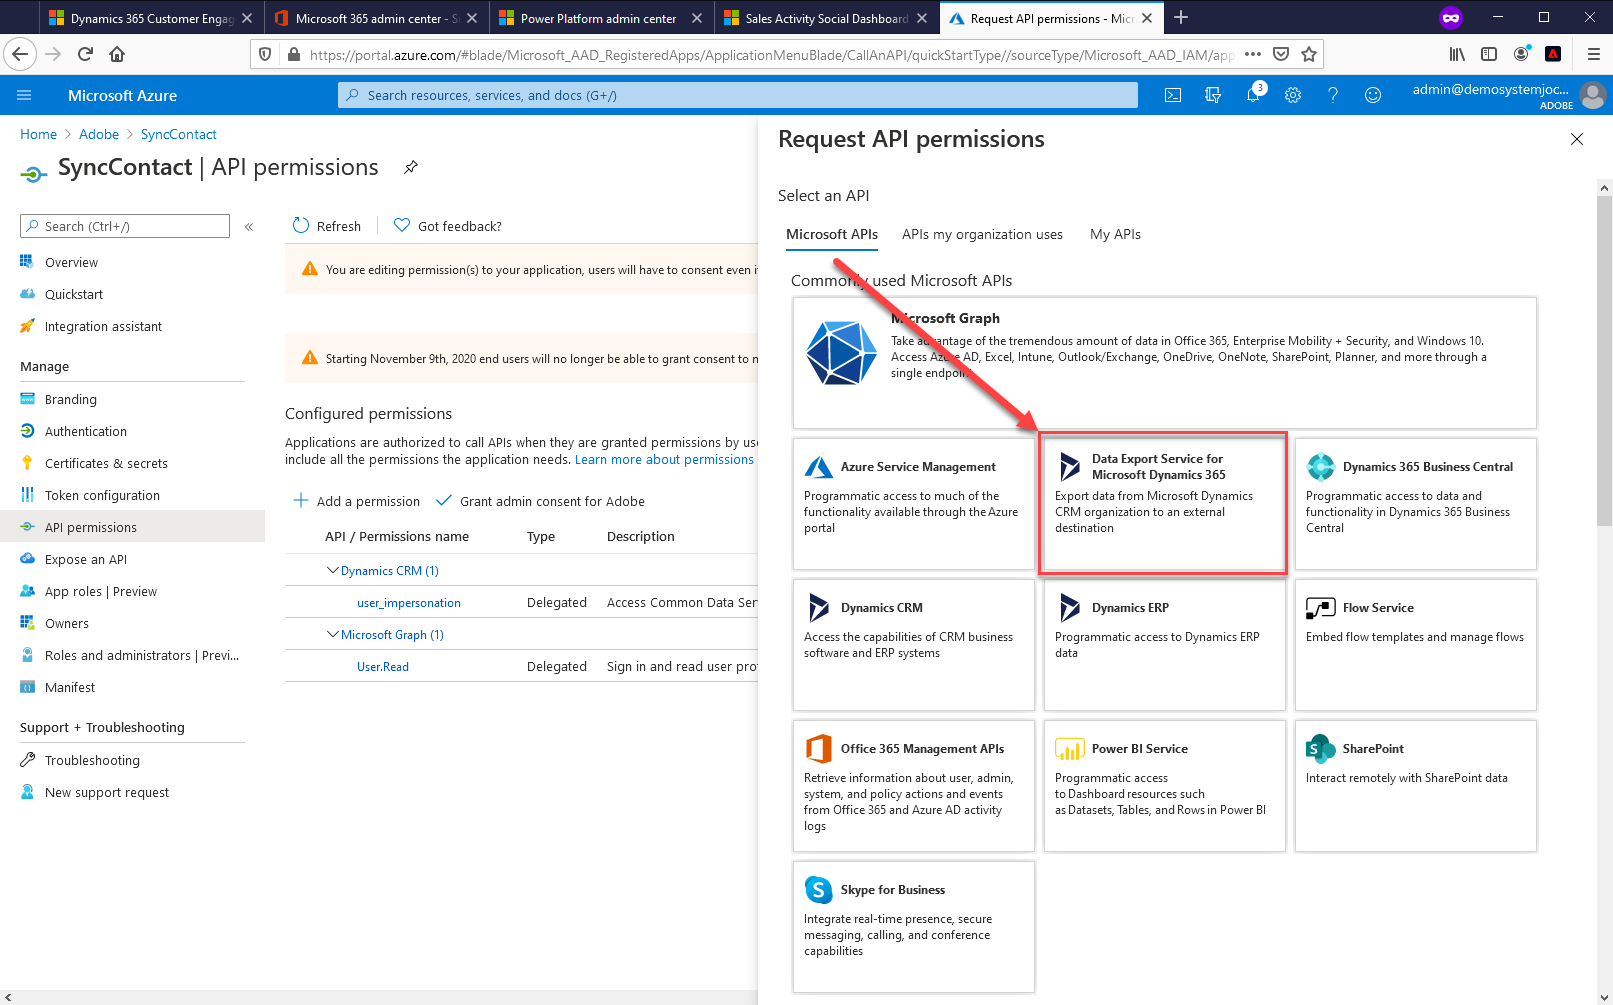 Dynamics 365 Customer Engag
Microsoft 365 admin center - S
Power Platform admin center
Sales Activity Social Dashboard
Request API permissions - Micr
https://portal.azure.com/#blade/Microsoft_AAD_RegisteredApps/ApplicationMenuBlade/CallAnAPI/quickStartType//sourceType/Microsoft_AAD_IAM/app
Microsoft Azure
Search resources, services, and docs (G+/)
3
admin@demosystemjoc...
ADOBE
Home > Adobe > SyncContact
SyncContact | API permissions
Search (Ctrl+/)
«
Overview
Quickstart
Integration assistant
Manage
Branding
Authentication
Certificates & secrets
Token configuration
API permissions
Expose an API
App roles | Preview
Owners
Roles and administrators | Previ...
Manifest
Support + Troubleshooting
Troubleshooting
New support request
Refresh
Got feedback?
You are editing permission(s) to your application, users will have to consent even i
Starting November 9th, 2020 end users will no longer be able to grant consent to n
Configured permissions
Applications are authorized to call APIs when they are granted permissions by use
include all the permissions the application needs. Learn more about permissions
Add a permission
Grant admin consent for Adobe
API / Permissions name
Type
Description
Dynamics CRM (1)
user_impersonation
Delegated
Access Common Data Ser
Microsoft Graph (1)
User.Read
Delegated
Sign in and read user prof
Request API permissions
Select an API
Microsoft APIs
APIs my organization uses
My APIs
Commonly used Microsoft APIs
Microsoft Graph
Take advantage of the tremendous amount of data in Office 365, Enterprise Mobility + Security, and Windows 10.
Access Azure AD, Excel, Intune, Outlook/Exchange, OneDrive, OneNote, SharePoint, Planner, and more through a
single endpoint.
Azure Service Management
Programmatic access to much of the
functionality available through the Azure
portal
Data Export Service for
Microsoft Dynamics 365
Export data from Microsoft Dynamics
CRM organization to an external
destination
Dynamics 365 Business Central
Programmatic access to data and
functionality in Dynamics 365 Business
Central
Dynamics CRM
Access the capabilities of CRM business
software and ERP systems
Dynamics ERP
Programmatic access to Dynamics ERP
data
Flow Service
Embed flow templates and manage flows
Office 365 Management APIs
Retrieve information about user, admin,
system, and policy actions and events
from Office 365 and Azure AD activity
logs
Power BI Service
Programmatic access
to Dashboard resources such
as Datasets, Tables, and Rows in Power BI
SharePoint
Interact remotely with SharePoint data
Skype for Business
Integrate real-time presence, secure
messaging, calling, and conference
capabilities